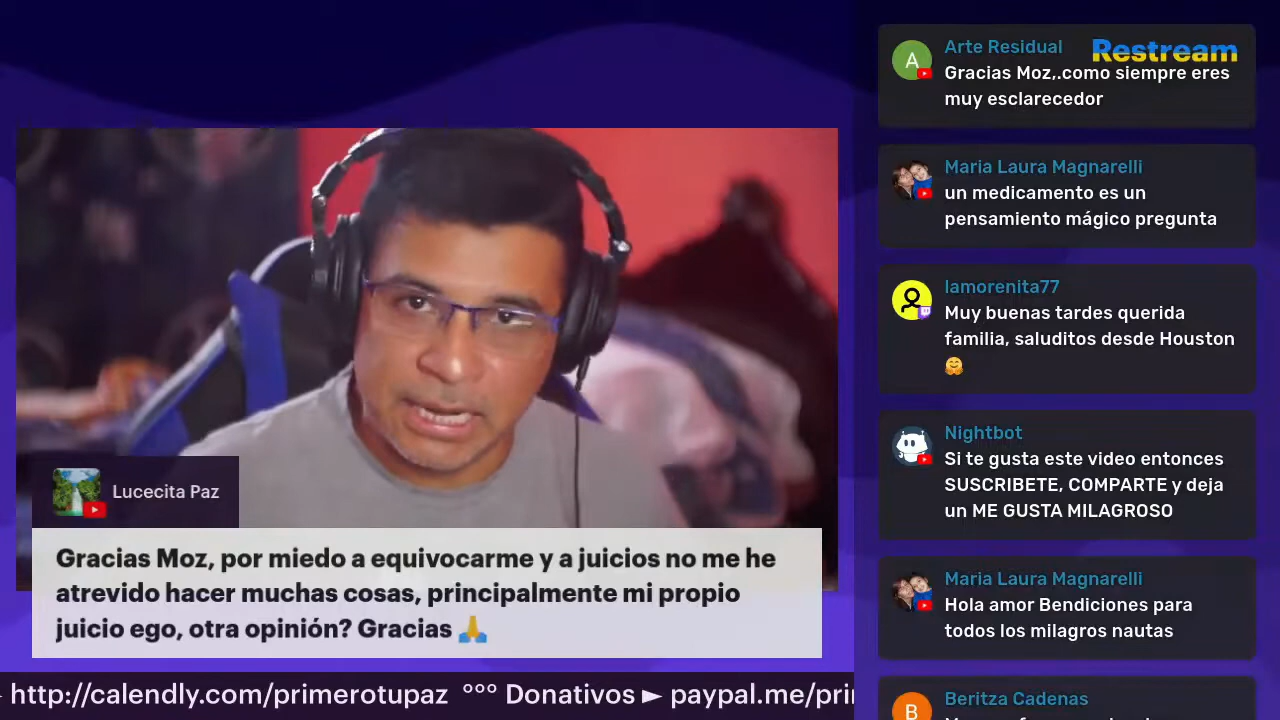 Lucecita Paz
Gracias Moz, por miedo a equivocarme y a juicios no me he
atrevido hacer muchas cosas, principalmente mi propio
juicio ego, otra opinión? Gracias 🙏
http://calendly.com/primerotupaz °°° Donativos ► paypal.me/pri
Restream
A
Arte Residual
Gracias Moz,.como siempre eres
muy esclarecedor
Maria Laura Magnarelli
un medicamento es un
pensamiento mágico pregunta
lamorenita77
Muy buenas tardes querida
familia, saluditos desde Houston
🤗
Nightbot
Si te gusta este video entonces
SUSCRIBETE, COMPARTE y deja
un ME GUSTA MILAGROSO
Maria Laura Magnarelli
Hola amor Bendiciones para
todos los milagros nautas
B
Beritza Cadenas